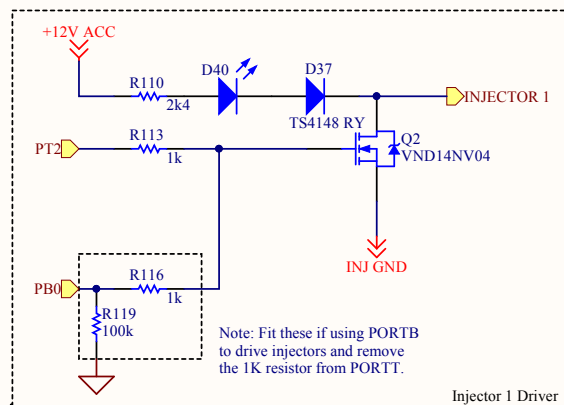 +12V ACC
D40
D37
R110
2k4
INJECTOR 1
TS4148 RY
R113
PT2
1k
Q2
VND14NV04
INJ GND
R116
PB0
1k
R119
100k
Note: Fit these if using PORTB
to drive injectors and remove
the 1K resistor from PORTT.
Injector 1 Driver